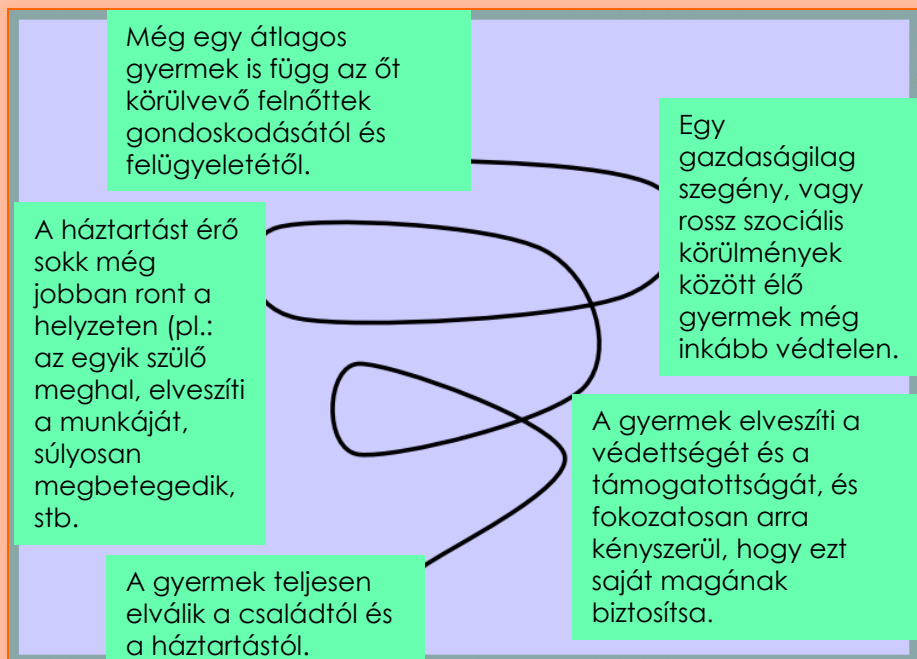 Még egy átlagos
gyermek is függ az őt
körülvevő felnőttek
gondoskodásától és
felügyeletétől.
Egy
gazdaságilag
szegény, vagy
rossz szociális
körülmények
között élő
gyermek még
inkább védtelen.
A háztartást érő
sokk még
jobban ront a
helyzeten (pl.:
az egyik szülő
meghal, elveszíti
a munkáját,
súlyosan
megbetegedik,
stb.
A gyermek elveszíti a
védettségét és a
támogatottságát, és
fokozatosan arra
kényszerül, hogy ezt
saját magának
biztosítsa.
A gyermek teljesen
elválik a családtól és
a háztartástól.